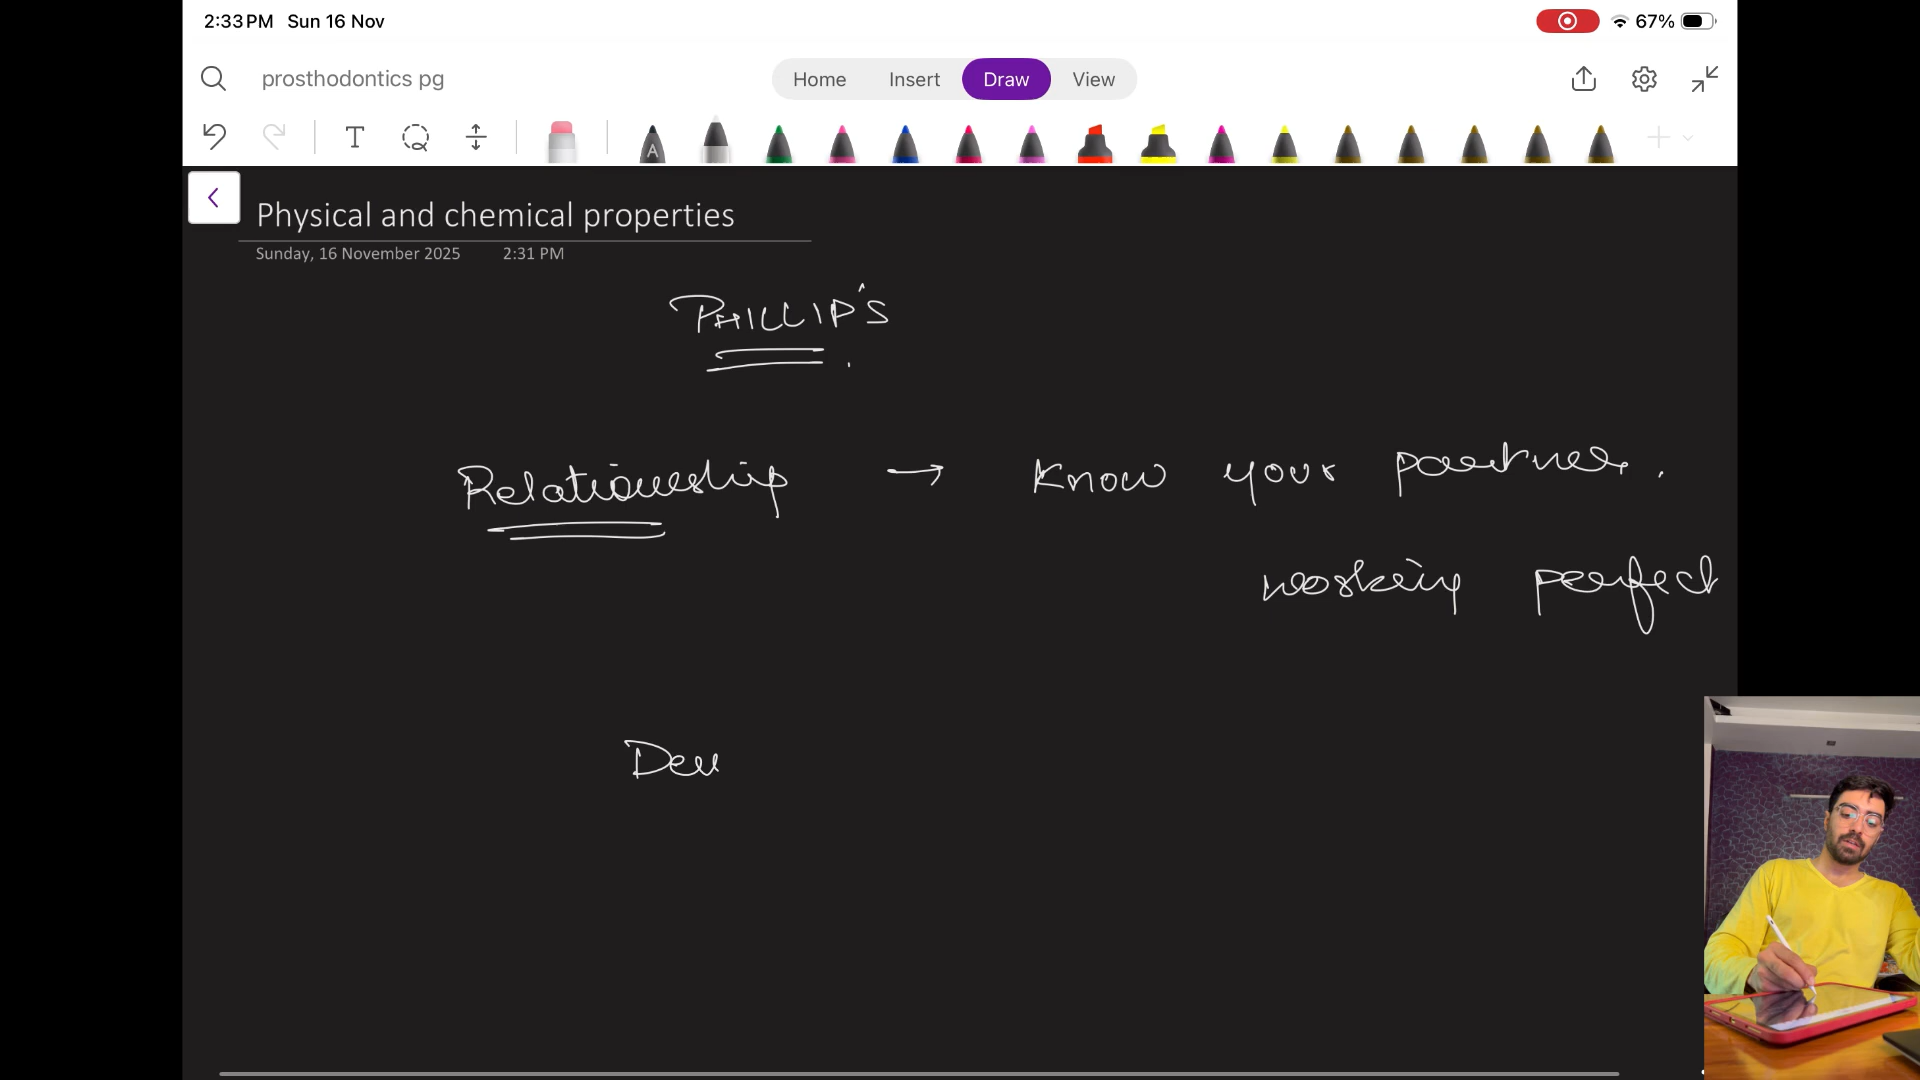 2:33 PM Sun 16 Nov 67%
prosthodontics pg Home Insert Draw View
T A
Physical and chemical properties
Sunday, 16 November 2025 2:31 PM
PHILLIP'S
Relationship → Know your partner.
working perfect
Den